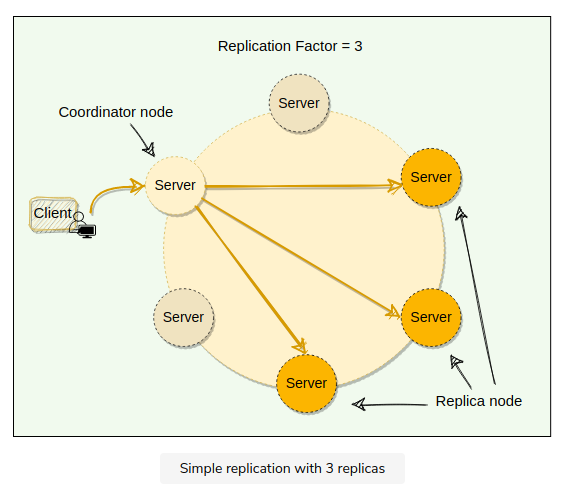 Replication Factor = 3
Server
Coordinator node
Server
Server
Client
Server
Server
Server
Replica node
Simple replication with 3 replicas